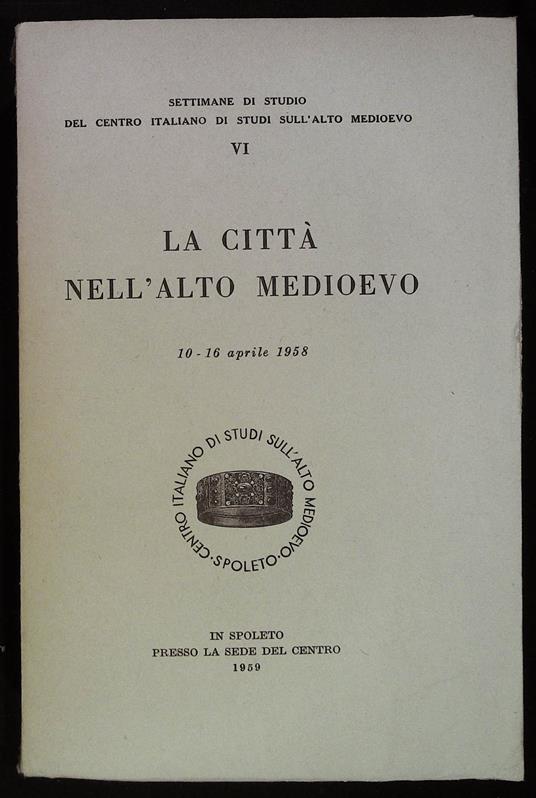 SETTIMANE DI STUDIO
DEL CENTRO ITALIANO DI STUDI SULL'ALTO MEDIOEVO
VI
LA CITTÀ
NELL'ALTO MEDIOEVO
10 - 16 aprile 1958
CENTRO ITALIANO DI STUDI SULL'ALTO MEDIOEVO · SPOLETO ·
IN SPOLETO
PRESSO LA SEDE DEL CENTRO
1959